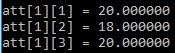 att[1][1] = 20.000000
att[1][2] = 18.000000
att[1][3] = 20.000000